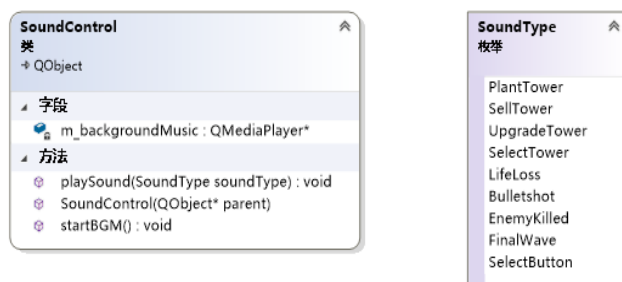 SoundControl
类
QObject
字段
m_backgroundMusic : QMediaPlayer*
方法
playSound(SoundType soundType) : void
SoundControl(QObject* parent)
startBGM() : void
SoundType
枚举
PlantTower
SellTower
UpgradeTower
SelectTower
LifeLoss
Bulletshot
EnemyKilled
FinalWave
SelectButton